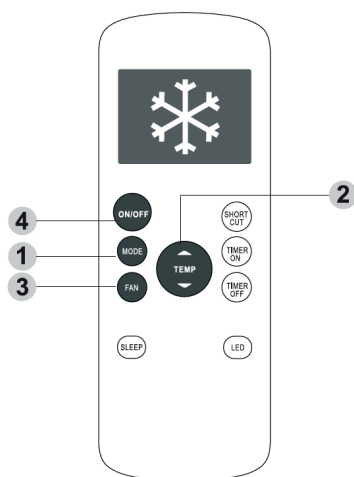 2
ON/OFF
SHORT
CUT
4
MODE
TIMER
ON
1
TEMP
FAN
TIMER
OFF
3
SLEEP
LED